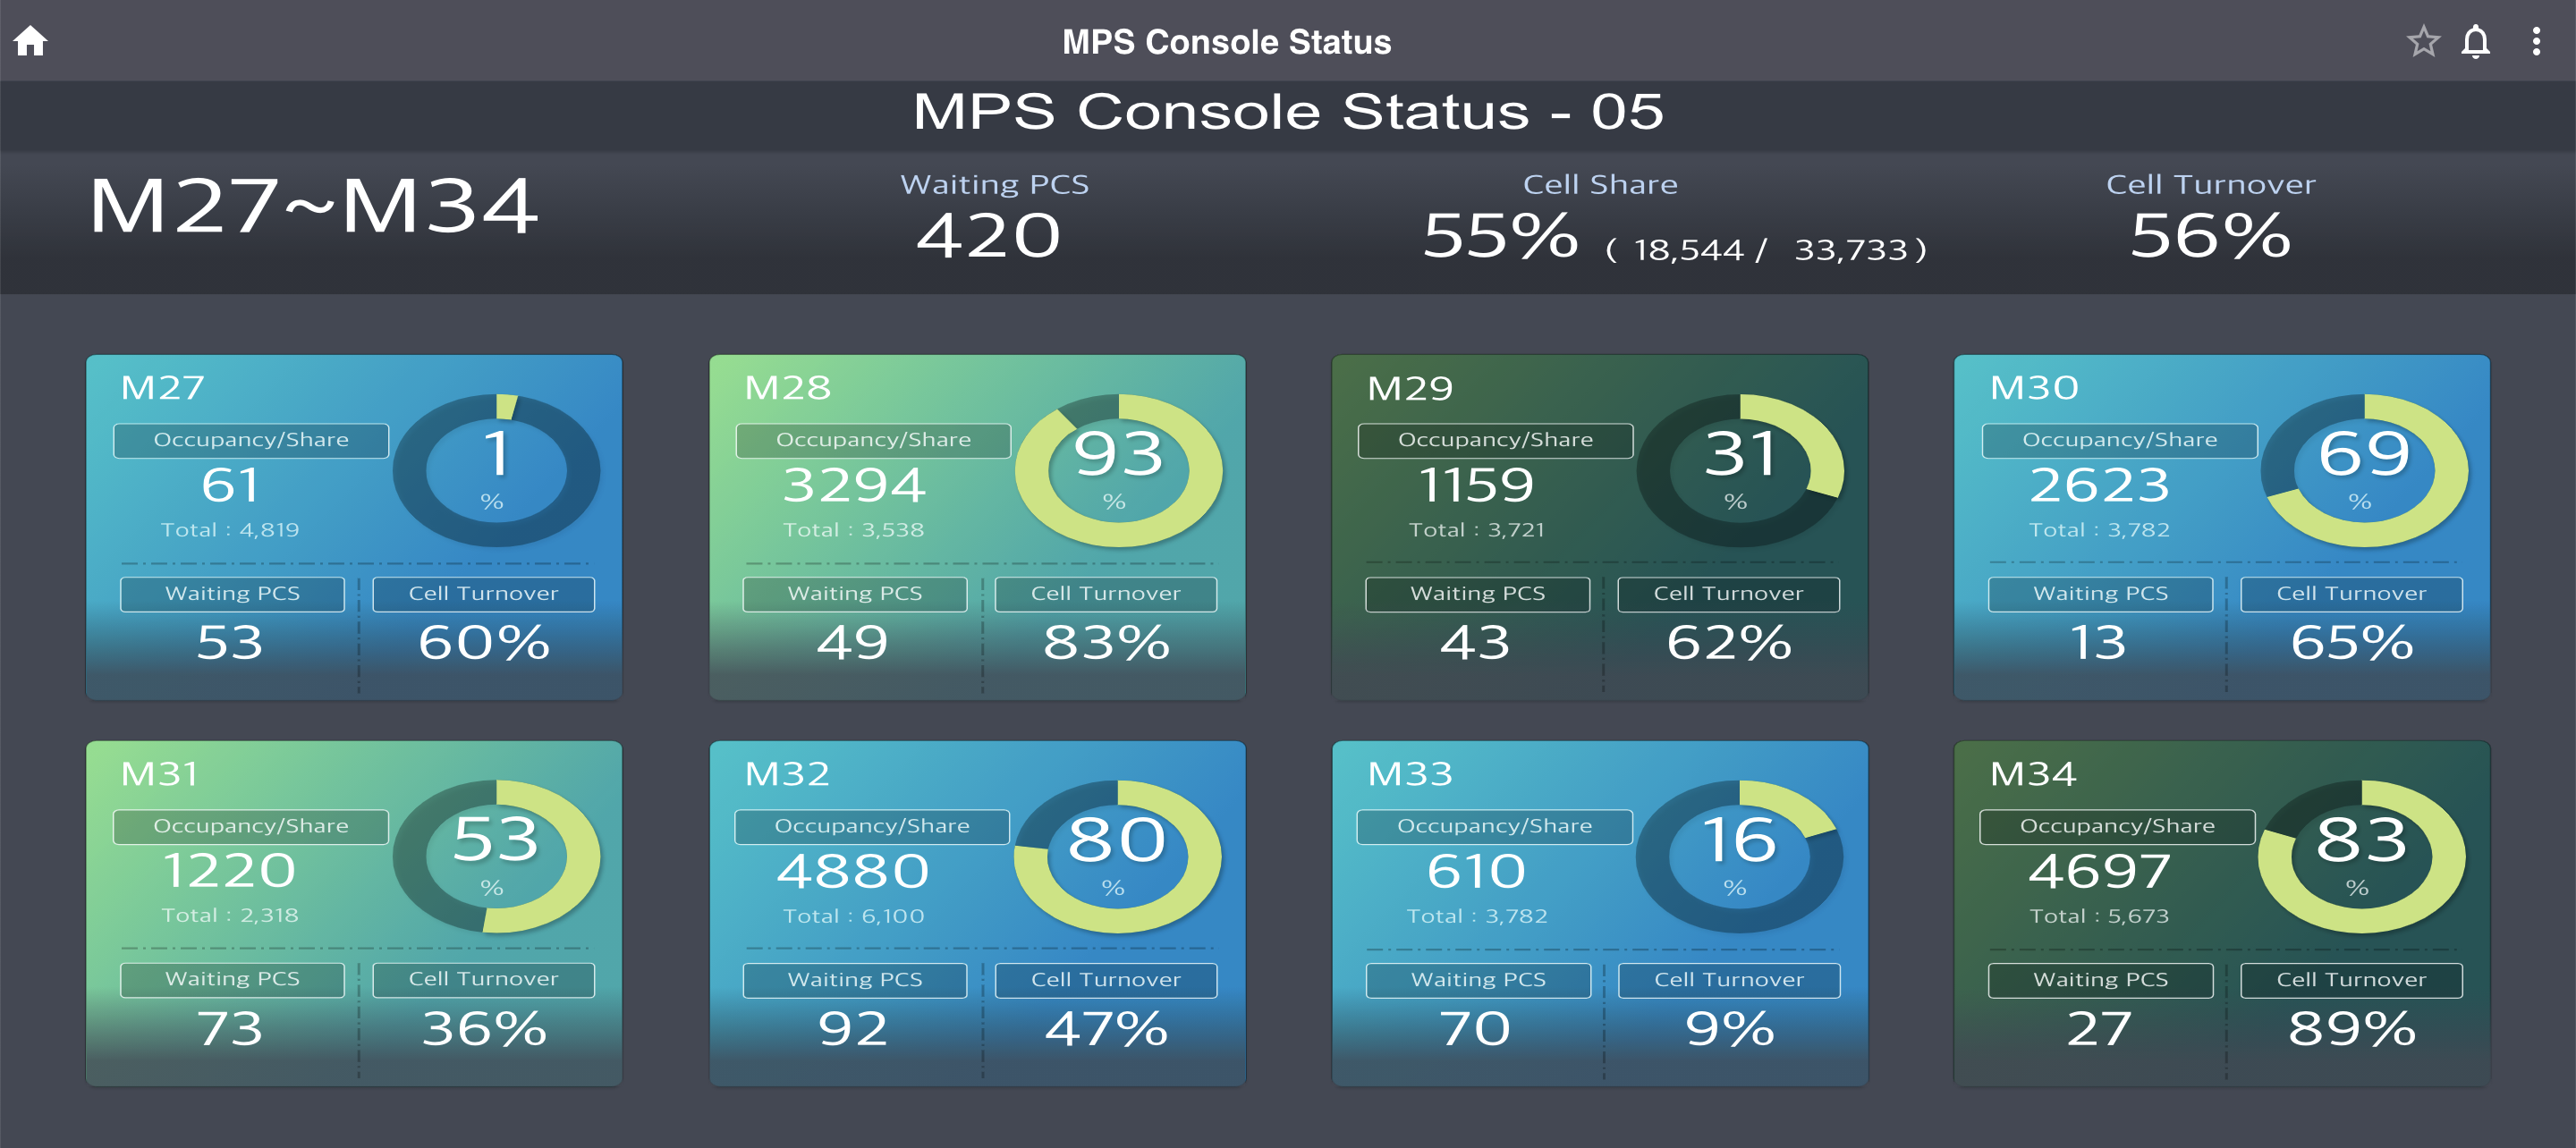 MPS Console Status
MPS Console Status - 05
M27~M34
Waiting PCS
420
Cell Share
55% ( 18,544 / 33,733 )
Cell Turnover
56%
M27
Occupancy/Share
61
Total : 4,819
1
%
Waiting PCS
53
Cell Turnover
60%
M28
Occupancy/Share
3294
Total : 3,538
93
%
Waiting PCS
49
Cell Turnover
83%
M29
Occupancy/Share
1159
Total : 3,721
31
%
Waiting PCS
43
Cell Turnover
62%
M30
Occupancy/Share
2623
Total : 3,782
69
%
Waiting PCS
13
Cell Turnover
65%
M31
Occupancy/Share
1220
Total : 2,318
53
%
Waiting PCS
73
Cell Turnover
36%
M32
Occupancy/Share
4880
Total : 6,100
80
%
Waiting PCS
92
Cell Turnover
47%
M33
Occupancy/Share
610
Total : 3,782
16
%
Waiting PCS
70
Cell Turnover
9%
M34
Occupancy/Share
4697
Total : 5,673
83
%
Waiting PCS
27
Cell Turnover
89%